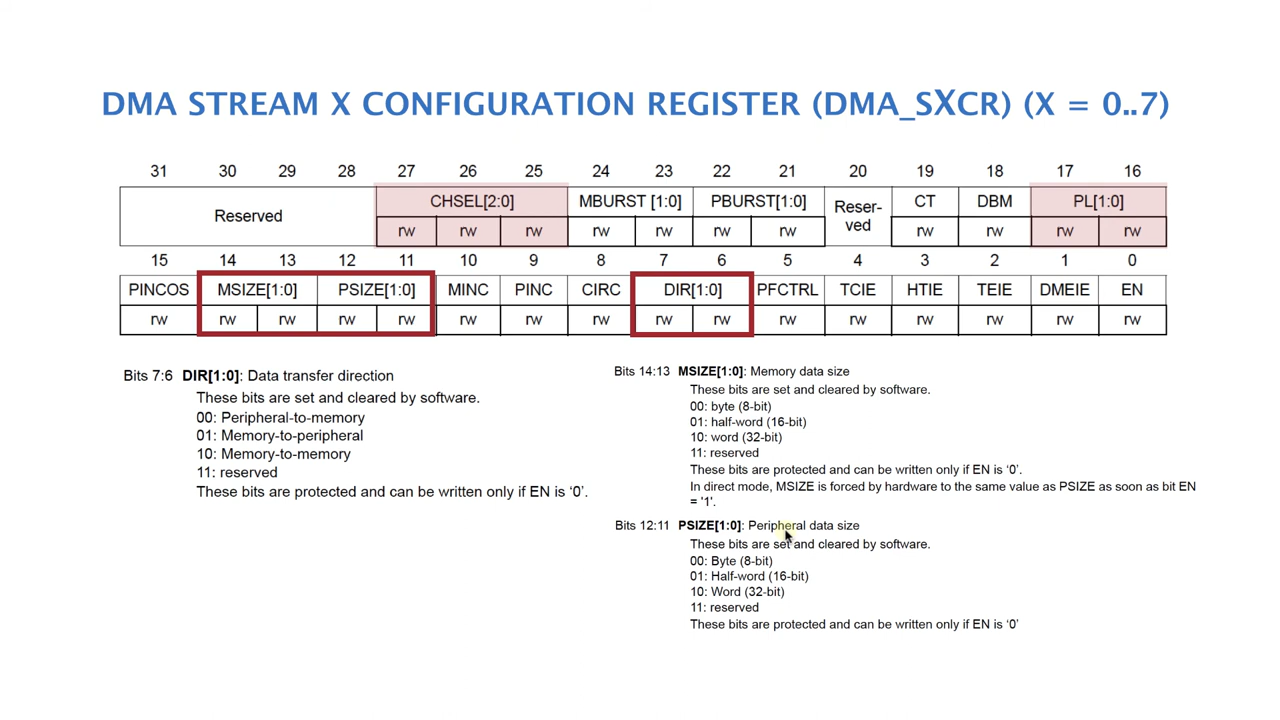 DMA STREAM X CONFIGURATION REGISTER (DMA_SXCR) (X = 0..7)
31 30 29 28 27 26 25 24 23 22 21 20 19 18 17 16
Reserved CHSEL[2:0] MBURST [1:0] PBURST[1:0] Reser- CT DBM PL[1:0]
ved
rw rw rw rw rw rw rw rw rw rw rw
15 14 13 12 11 10 9 8 7 6 5 4 3 2 1 0
PINCOS MSIZE[1:0] PSIZE[1:0] MINC PINC CIRC DIR[1:0] PFCTRL TCIE HTIE TEIE DMEIE EN
rw rw rw rw rw rw rw rw rw rw rw rw rw rw rw rw
Bits 7:6 DIR[1:0]: Data transfer direction
These bits are set and cleared by software.
00: Peripheral-to-memory
01: Memory-to-peripheral
10: Memory-to-memory
11: reserved
These bits are protected and can be written only if EN is ‘0’.
Bits 14:13 MSIZE[1:0]: Memory data size
These bits are set and cleared by software.
00: byte (8-bit)
01: half-word (16-bit)
10: word (32-bit)
11: reserved
These bits are protected and can be written only if EN is ‘0’.
In direct mode, MSIZE is forced by hardware to the same value as PSIZE as soon as bit EN
= '1'.
Bits 12:11 PSIZE[1:0]: Peripheral data size
These bits are set and cleared by software.
00: Byte (8-bit)
01: Half-word (16-bit)
10: Word (32-bit)
11: reserved
These bits are protected and can be written only if EN is ‘0’